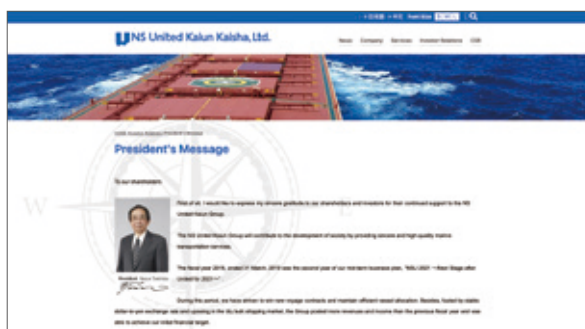 NS United Kaiun Kaisha, Ltd.
News Company Services Investor Relations CSR
President's Message
To our shareholders
First of all, I would like to express my sincere gratitude to our shareholders and investors for their continued support to the NS
United Kaiun Group.
The NS United Kaiun Group will contribute to the development of society by providing sincere and high-quality marine
transportation services.
The fiscal year 2018, ended 31 March, 2019 was the second year of our mid-term business plan,
During this period, we have striven to win new voyage contracts and maintain efficient vessel allocation. Besides, fueled by stable
dollar-to-yen exchange rate and upswing in the dry bulk shipping market, the Group posted more revenues and income than the previous fiscal year and was
able to achieve our initial financial target.
W
E